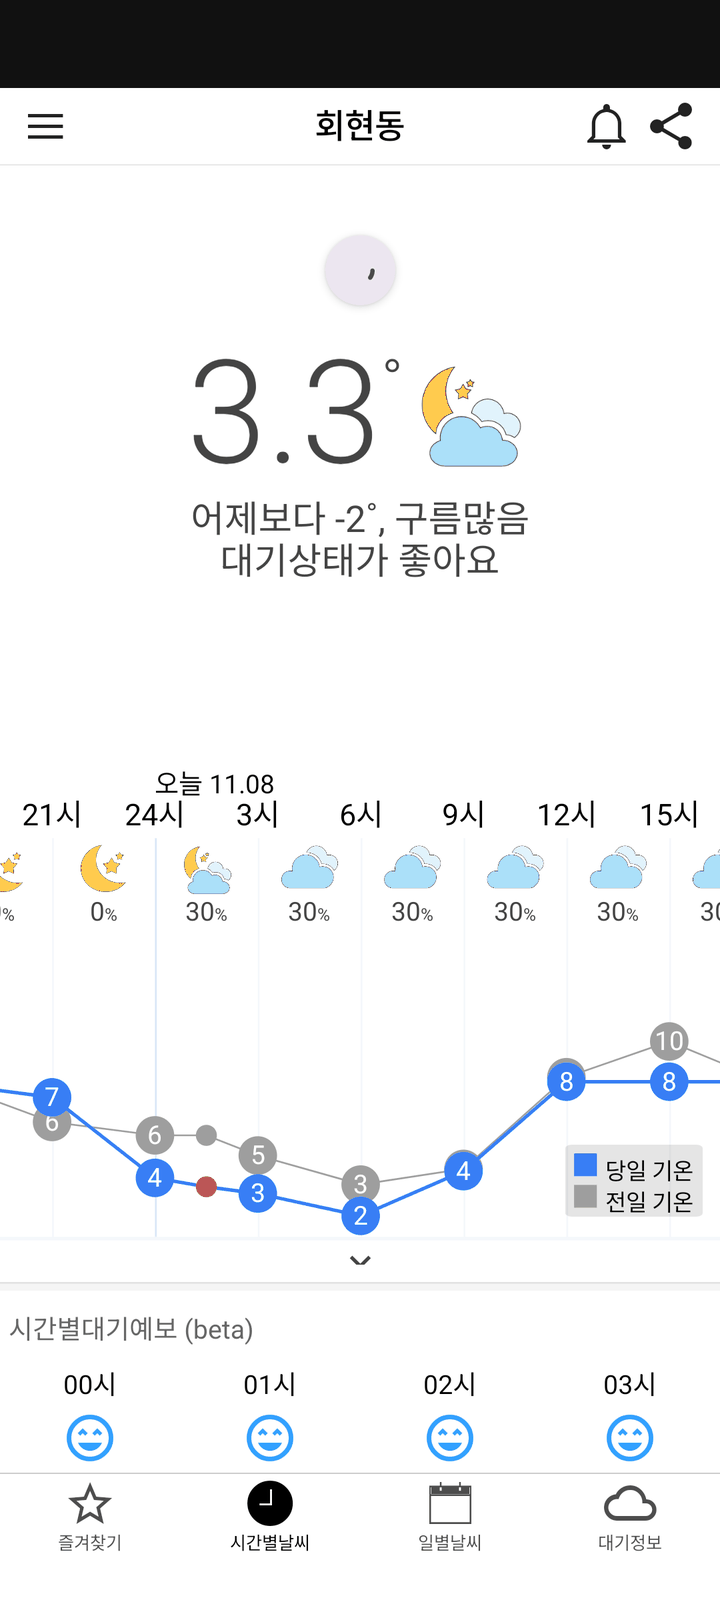 회현동
3.3°
어제보다 -2°, 구름많음
대기상태가 좋아요
오늘 11.08
21시 24시 3시 6시 9시 12시 15시
0% 30% 30% 30% 30% 30%
10
7 6 6 4 5 3 3 2 4 8 8
당일 기온
전일 기온
시간별대기예보 (beta)
00시 01시 02시 03시
즐겨찾기 시간별날씨 일별날씨 대기정보